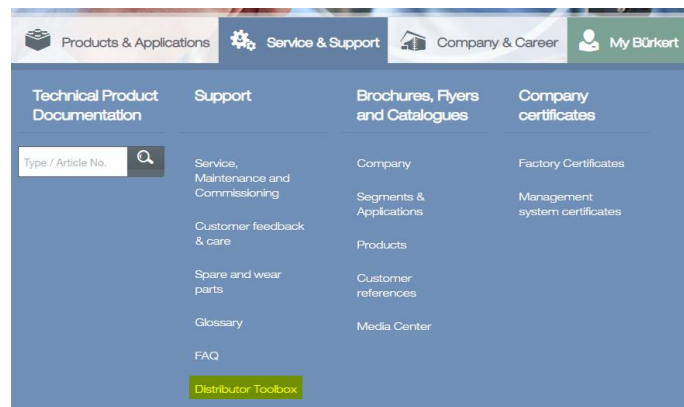 Products & Applications
Service & Support
Company & Career
My Bürkert
Technical Product
Documentation
Type / Article No.
Support
Service,
Maintenance and
Commissioning
Customer feedback
& care
Spare and wear
parts
Glossary
FAQ
Distributor Toolbox
Brochures, Flyers
and Catalogues
Company
Segments &
Applications
Products
Customer
references
Media Center
Company
certificates
Factory Certificates
Management
system certificates